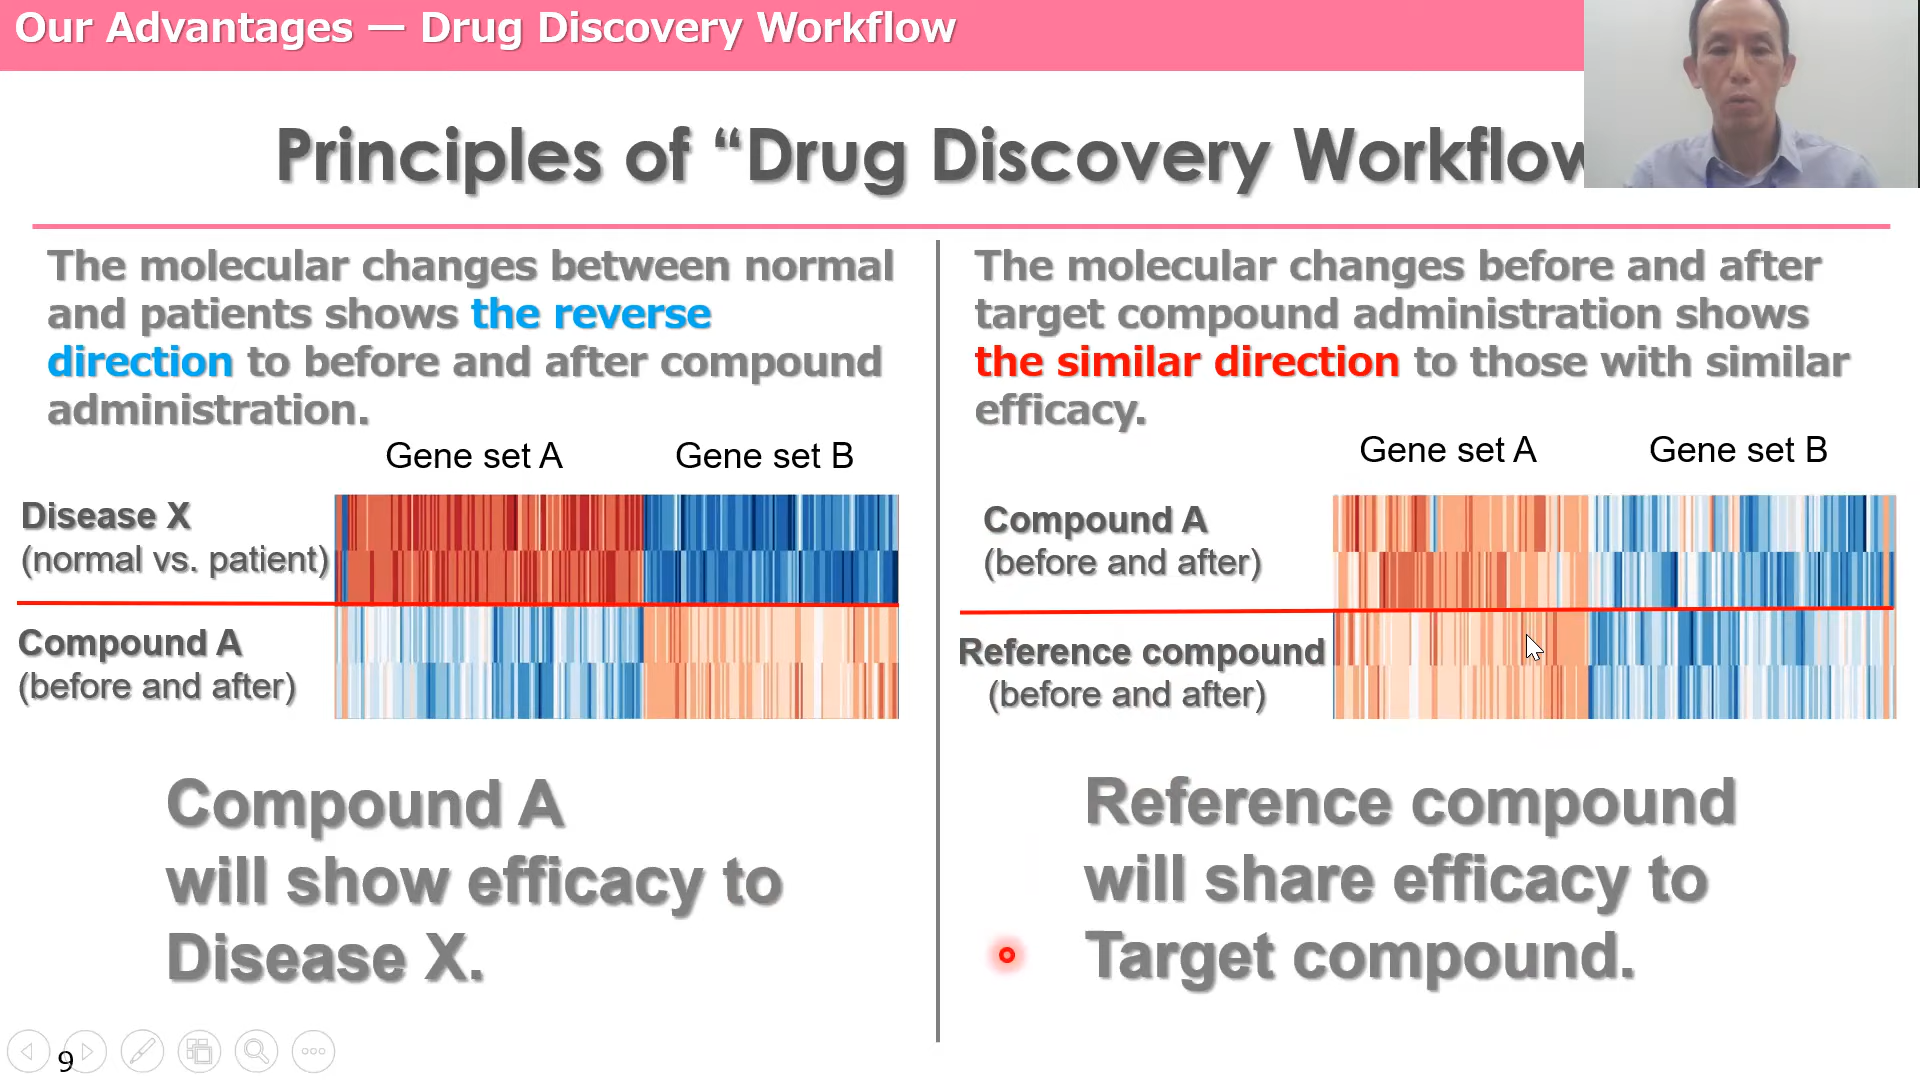 Our Advantages — Drug Discovery Workflow
Principles of “Drug Discovery Workflow
The molecular changes between normal
and patients shows the reverse
direction to before and after compound
administration.
Gene set A Gene set B
Disease X
(normal vs. patient)
Compound A
(before and after)
Compound A
will show efficacy to
Disease X.
The molecular changes before and after
target compound administration shows
the similar direction to those with similar
efficacy.
Gene set A Gene set B
Compound A
(before and after)
Reference compound
(before and after)
Reference compound
will share efficacy to
Target compound.
9